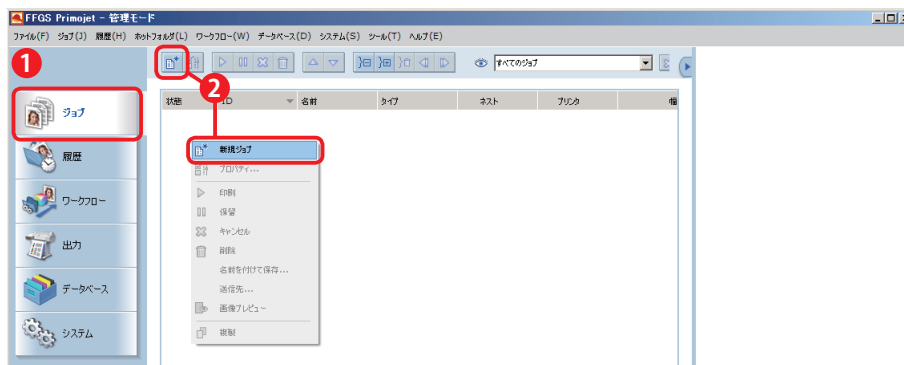 FFGS Primojet - 管理モード
ファイル(F) ジョブ(J) 履歴(H) ホットフォルダ(L) ワークフロー(W) データベース(D) システム(S) ツール(T) ヘルプ(E)
1
すべてのジョブ
2
状態 ID 名前 タイプ ネスト プリンタ 幅
ジョブ
履歴
ワークフロー
出力
データベース
システム
新規ジョブ
プロパティ...
印刷
保留
キャンセル
削除
名前を付けて保存...
送信先...
画像プレビュー
複製